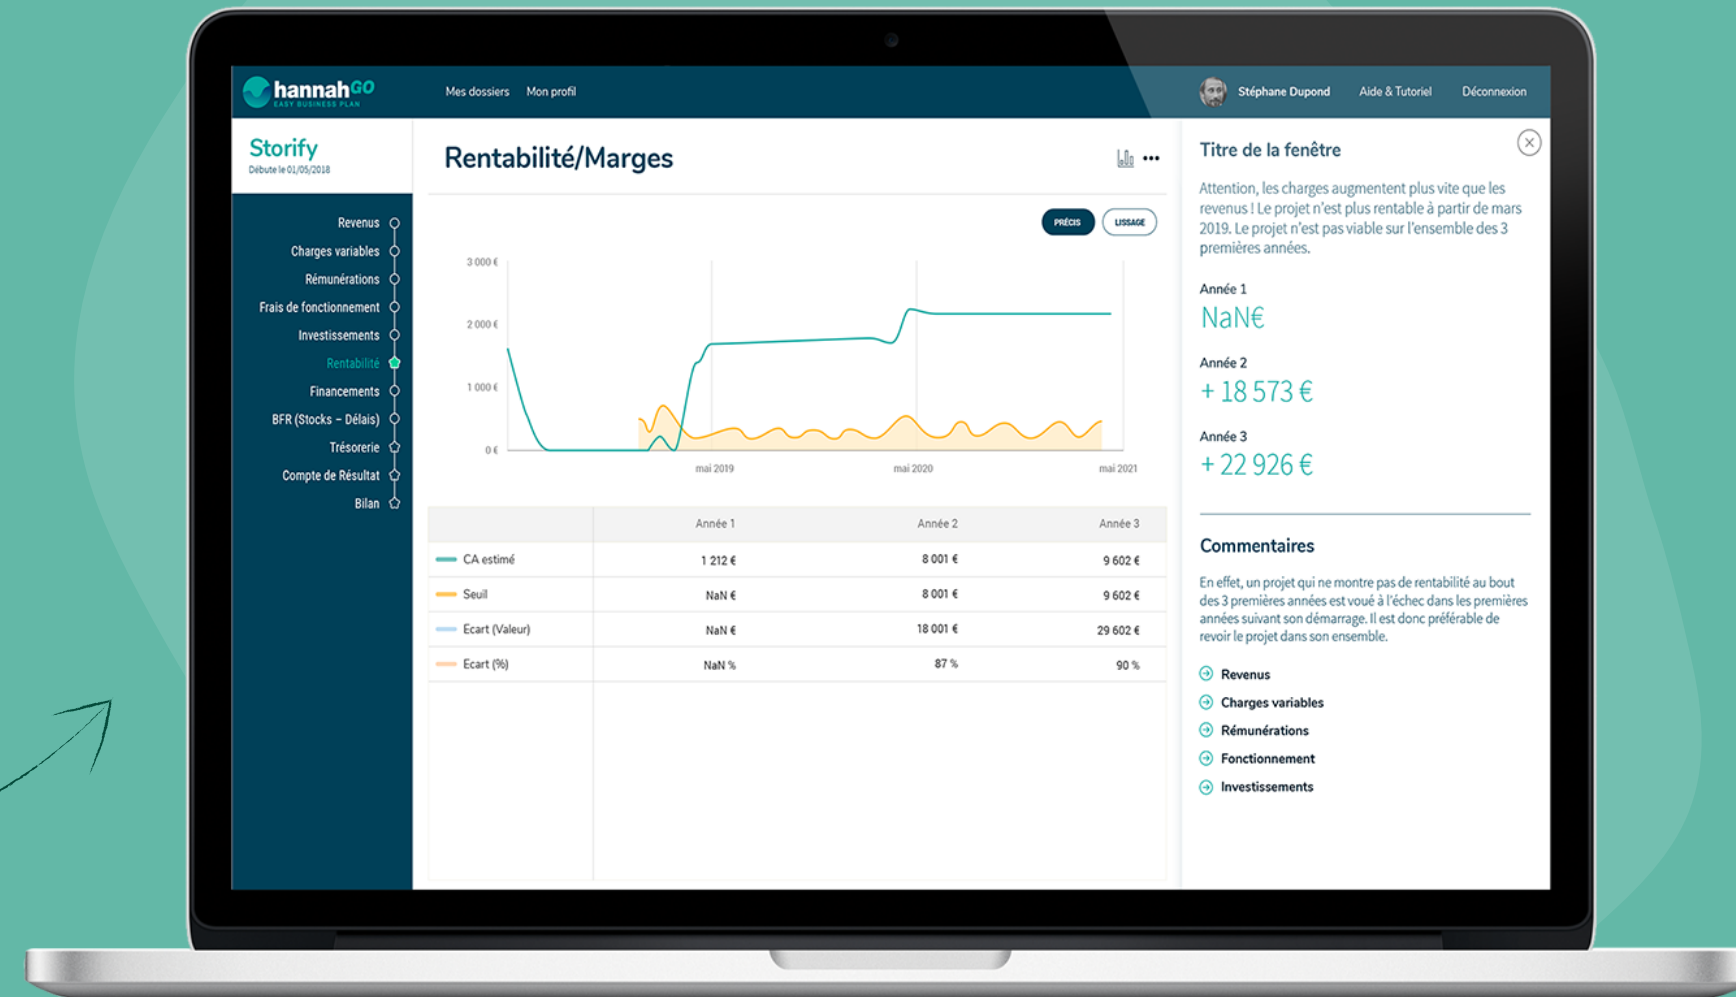 hannahGO
EASY BUSINESS PLAN
Mes dossiers Mon profil
Stéphane Dupond Aide & Tutoriel Déconnexion
Storify
Débute le 01/05/2018
Revenus
Charges variables
Rémunérations
Frais de fonctionnement
Investissements
Rentabilité
Financements
BFR (Stocks – Délais)
Trésorerie
Compte de Résultat
Bilan
Rentabilité/Marges
PRÉCIS LISSAGE
3 000 €
2 000 €
1 000 €
0 €
mai 2019 mai 2020 mai 2021
Année 1 Année 2 Année 3
CA estimé 1 212 € 8 001 € 9 602 €
Seuil NaN € 8 001 € 9 602 €
Ecart (Valeur) NaN € 18 001 € 29 602 €
Ecart (%) NaN % 87 % 90 %
Titre de la fenêtre
Attention, les charges augmentent plus vite que les
revenus ! Le projet n'est plus rentable à partir de mars
2019. Le projet n'est pas viable sur l'ensemble des 3
premières années.
Année 1
NaN€
Année 2
+ 18 573 €
Année 3
+ 22 926 €
Commentaires
En effet, un projet qui ne montre pas de rentabilité au bout
des 3 premières années est voué à l'échec dans les premières
années suivant son démarrage. Il est donc préférable de
revoir le projet dans son ensemble.
Revenus
Charges variables
Rémunérations
Fonctionnement
Investissements